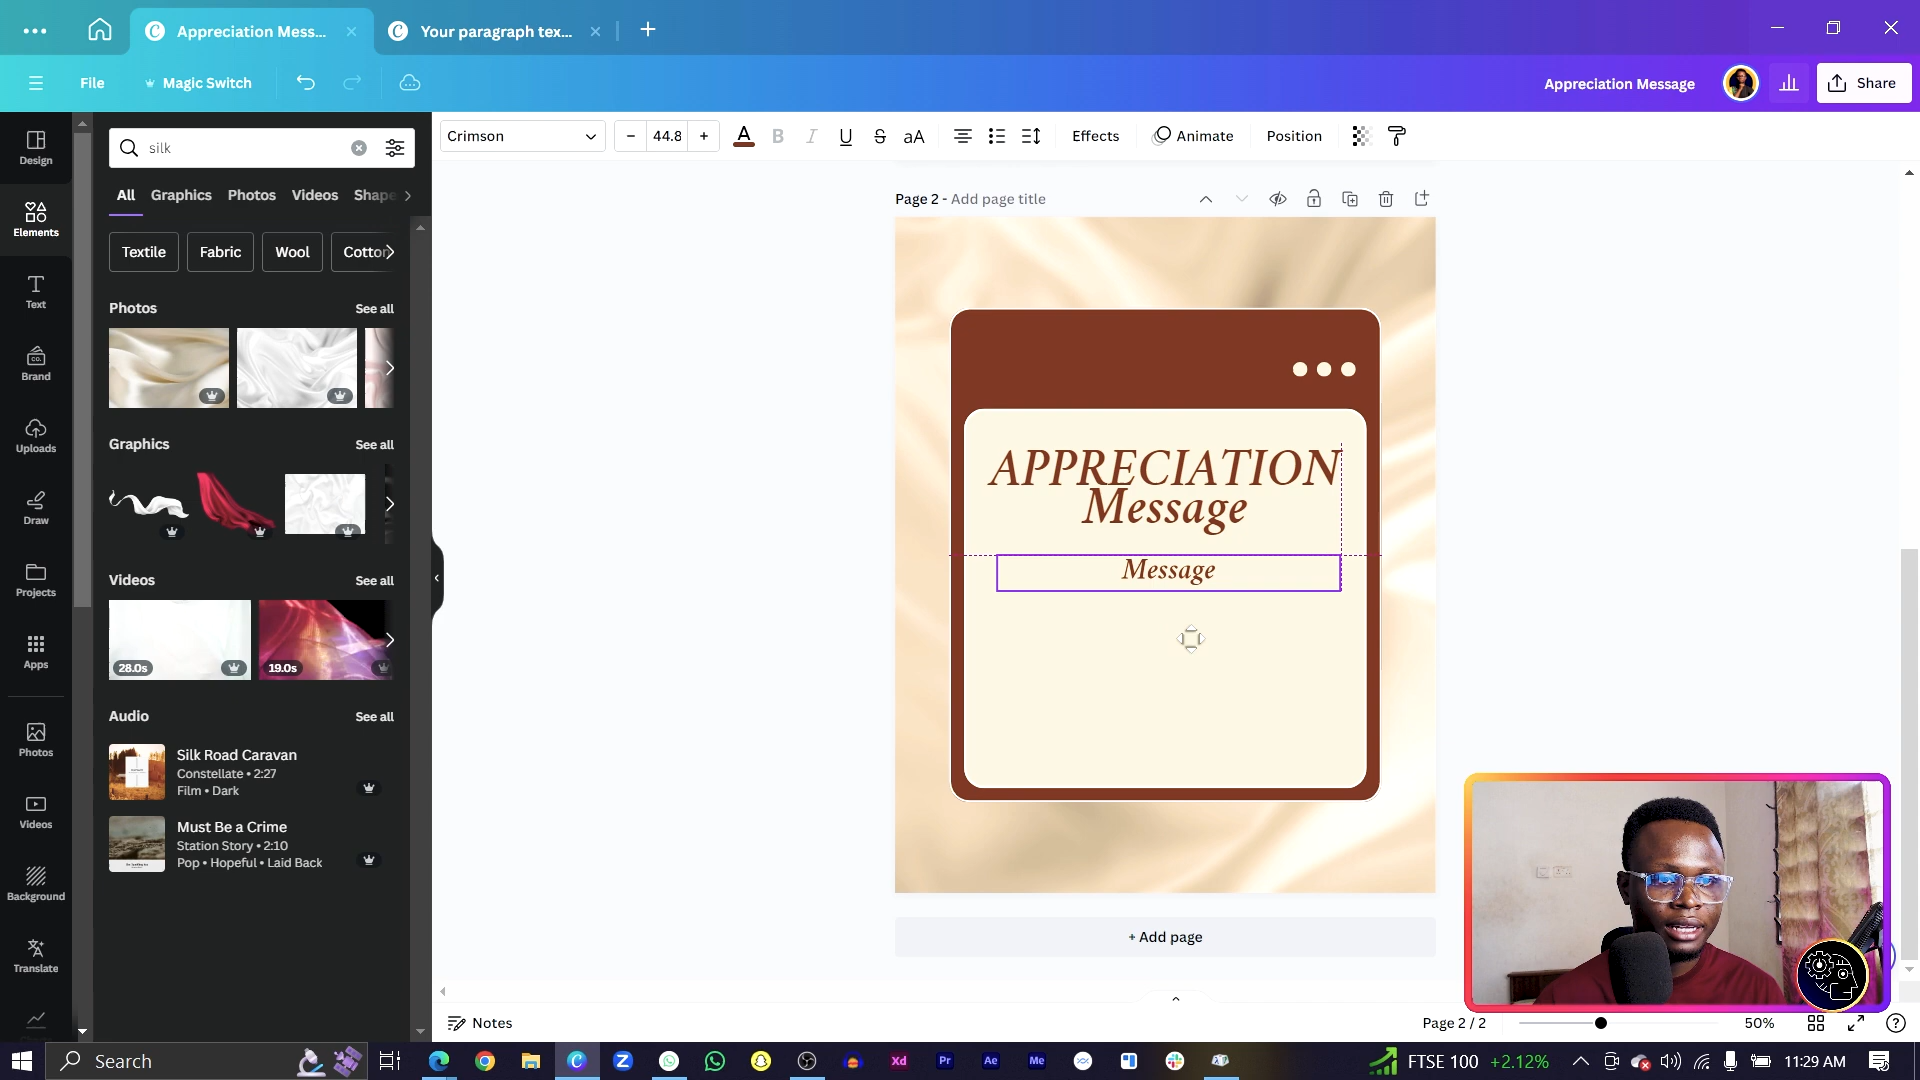 Appreciation Mess...
Your paragraph tex...
File
Magic Switch
Appreciation Message
Share
Design
Elements
Text
Brand
Uploads
Draw
Projects
Apps
Photos
Videos
Background
Translate
silk
All
Graphics
Photos
Videos
Shape
Textile
Fabric
Wool
Cotton
Photos
See all
Graphics
See all
Videos
See all
28.0s
19.0s
Audio
See all
Silk Road Caravan
Constellate • 2:27
Film • Dark
Must Be a Crime
Station Story • 2:10
Pop • Hopeful • Laid Back
Crimson
– 44.8 +
A B I U S aA
Effects
Animate
Position
Page 2 - Add page title
APPRECIATION
Message
Message
+ Add page
Notes
Page 2 / 2
50%
Search
Xd
Pr
Ae
Me
FTSE 100 +2.12%
11:29 AM